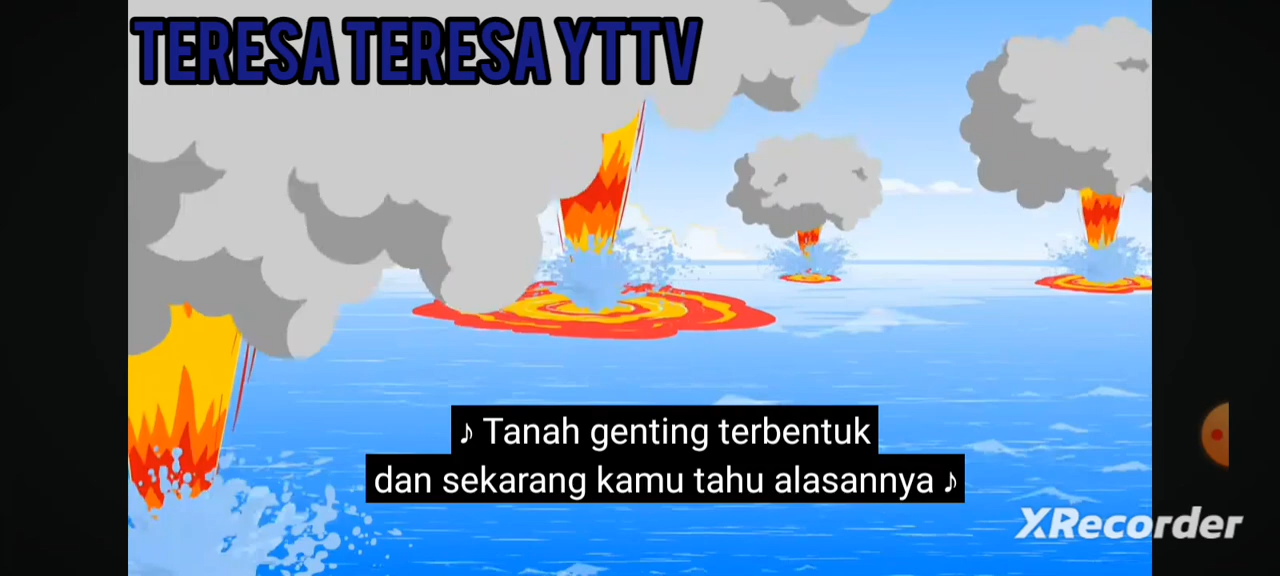 TERESA TERESA YTTV
♪ Tanah genting terbentuk
dan sekarang kamu tahu alasannya ♪
XRecorder